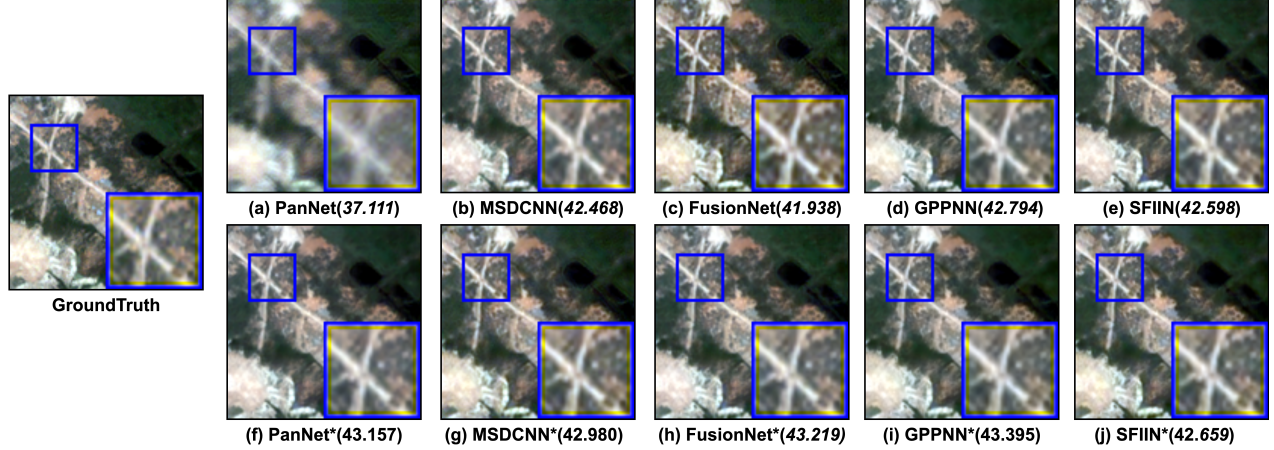 (a) PanNet(37.111)
(b) MSDCNN(42.468)
(c) FusionNet(41.938)
(d) GPPNN(42.794)
(e) SFIIN(42.598)
GroundTruth
(f) PanNet*(43.157)
(g) MSDCNN*(42.980)
(h) FusionNet*(43.219)
(i) GPPNN*(43.395)
(j) SFIIN*(42.659)